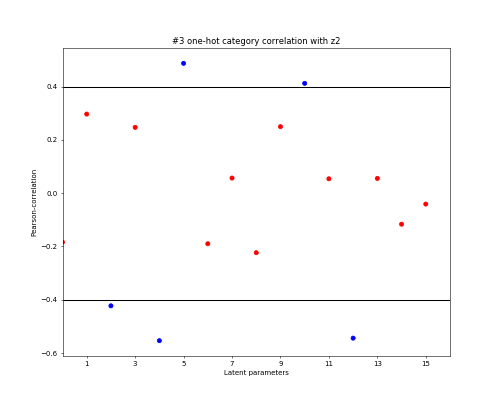 #3 one-hot category correlation with z2
0.4
0.2
0.0
−0.2
−0.4
−0.6
Pearson-correlation
1 3 5 7 9 11 13 15
Latent parameters